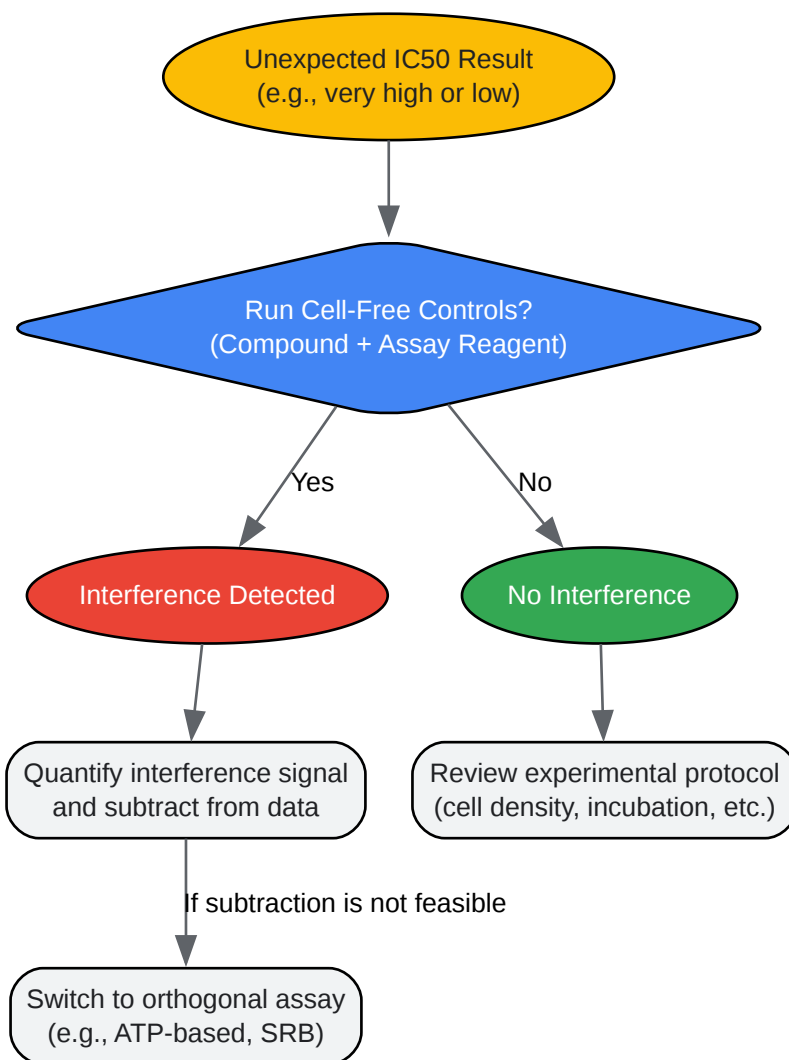 Unexpected IC50 Result
(e.g., very high or low)
Run Cell-Free Controls?
(Compound + Assay Reagent)
Yes
No
Interference Detected
No Interference
Quantify interference signal
and subtract from data
Review experimental protocol
(cell density, incubation, etc.)
If subtraction is not feasible
Switch to orthogonal assay
(e.g., ATP-based, SRB)